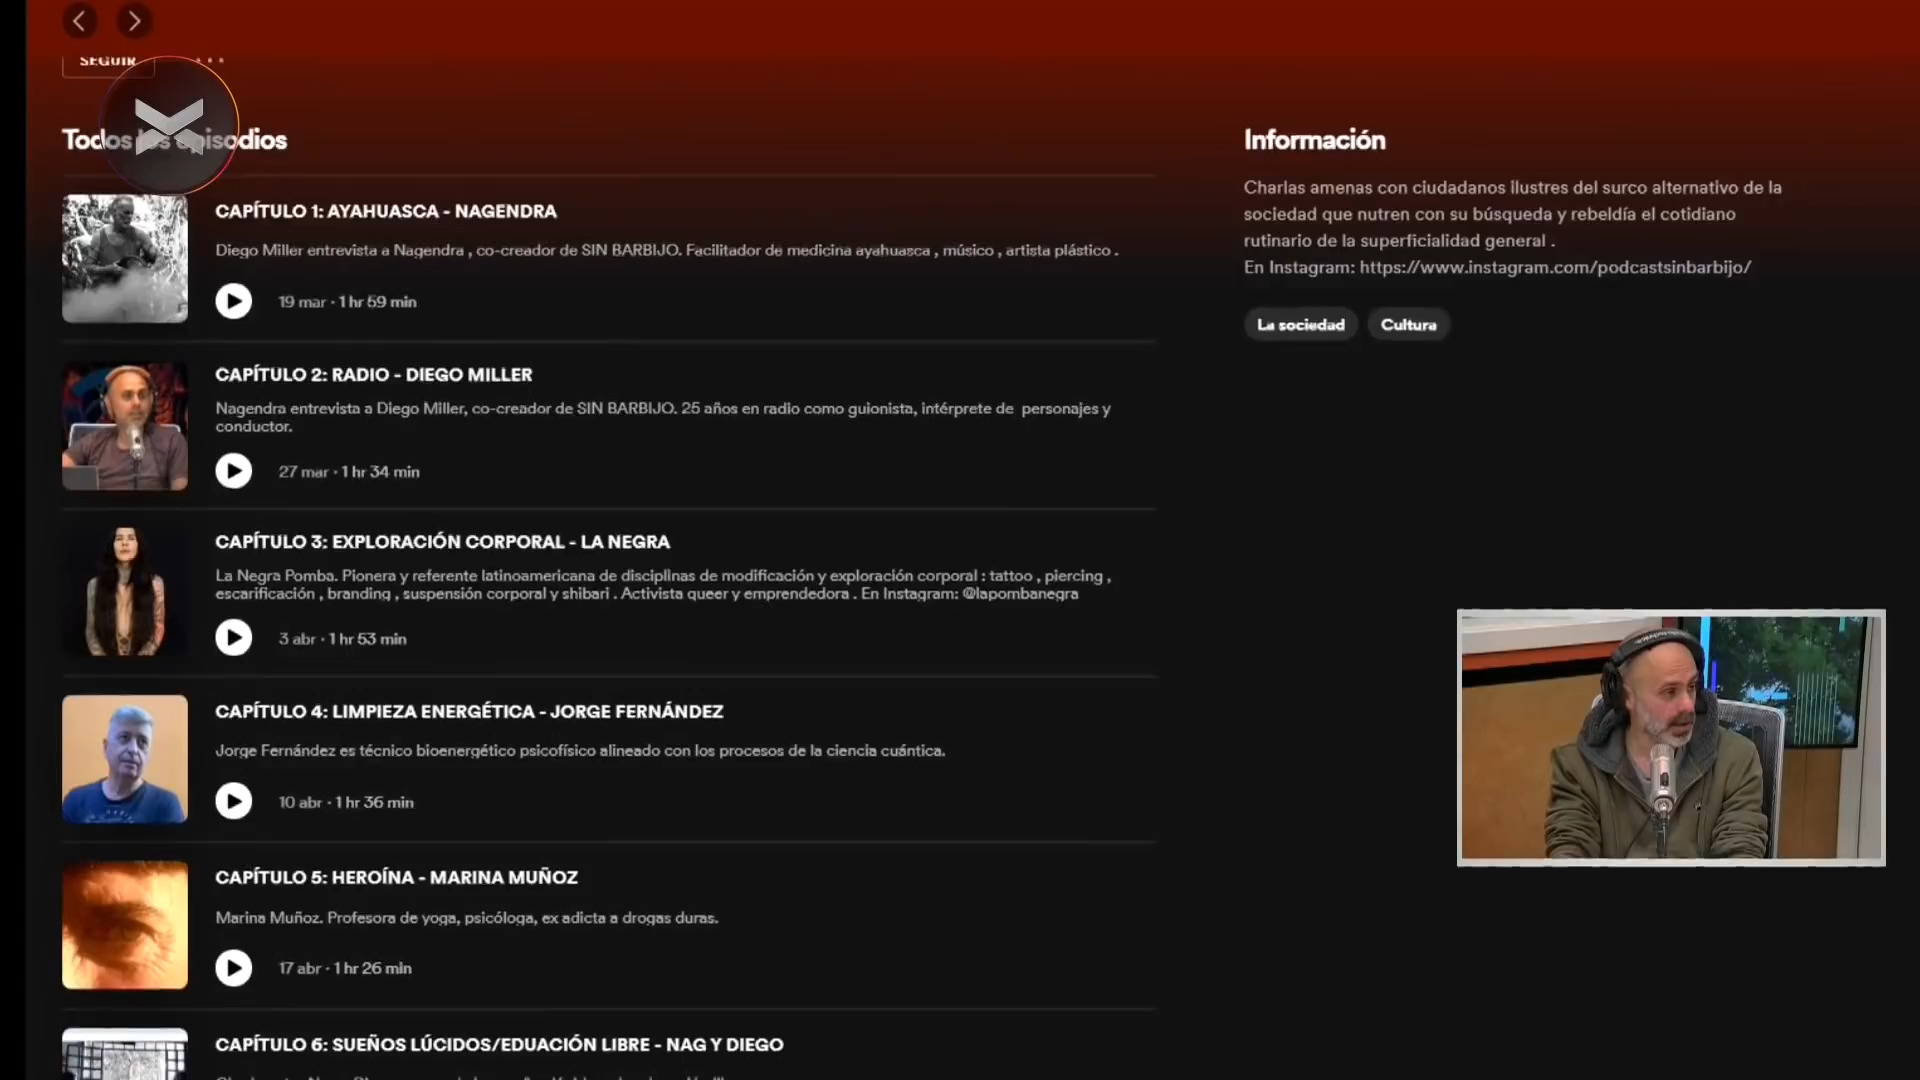 SEGUIR
Todos los episodios
CAPÍTULO 1: AYAHUASCA - NAGENDRA
Diego Miller entrevista a Nagendra , co-creador de SIN BARBIJO. Facilitador de medicina ayahuasca , músico , artista plástico .
19 mar · 1 hr 59 min
CAPÍTULO 2: RADIO - DIEGO MILLER
Nagendra entrevista a Diego Miller, co-creador de SIN BARBIJO. 25 años en radio como guionista, intérprete de personajes y
conductor.
27 mar · 1 hr 34 min
CAPÍTULO 3: EXPLORACIÓN CORPORAL - LA NEGRA
La Negra Pomba. Pionera y referente latinoamericana de disciplinas de modificación y exploración corporal : tattoo , piercing ,
escarificación , branding , suspensión corporal y shibari . Activista queer y emprendedora . En Instagram: @lapombanegra
3 abr · 1 hr 53 min
CAPÍTULO 4: LIMPIEZA ENERGÉTICA - JORGE FERNÁNDEZ
Jorge Fernández es técnico bioenergético psicofísico alineado con los procesos de la ciencia cuántica.
10 abr · 1 hr 36 min
CAPÍTULO 5: HEROÍNA - MARINA MUÑOZ
Marina Muñoz. Profesora de yoga, psicóloga, ex adicta a drogas duras.
17 abr · 1 hr 26 min
CAPÍTULO 6: SUEÑOS LÚCIDOS/EDUACIÓN LIBRE - NAG Y DIEGO
Información
Charlas amenas con ciudadanos ilustres del surco alternativo de la
sociedad que nutren con su búsqueda y rebeldía el cotidiano
rutinario de la superficialidad general .
En Instagram: https://www.instagram.com/podcastsinbarbijo/
La sociedad
Cultura